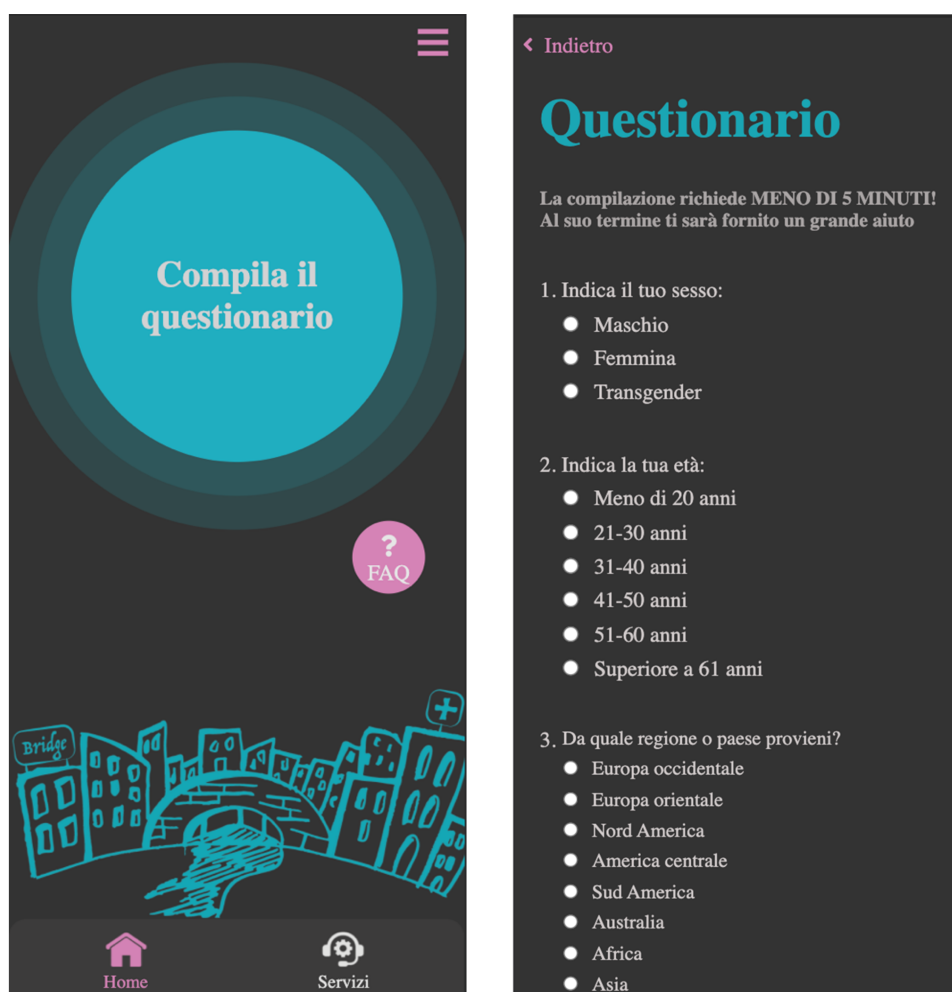 Compila il
questionario
?
FAQ
Bridge
Home
Servizi
Indietro
Questionario
La compilazione richiede MENO DI 5 MINUTI!
Al suo termine ti sarà fornito un grande aiuto
1. Indica il tuo sesso:
Maschio
Femmina
Transgender
2. Indica la tua età:
Meno di 20 anni
21-30 anni
31-40 anni
41-50 anni
51-60 anni
Superiore a 61 anni
3. Da quale regione o paese provieni?
Europa occidentale
Europa orientale
Nord America
America centrale
Sud America
Australia
Africa
Asia